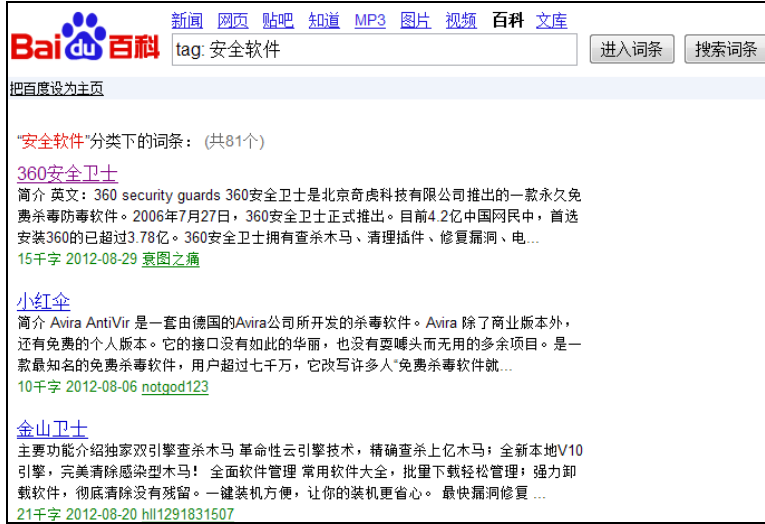 新闻 网页 贴吧 知道 MP3 图片 视频 百科 文库
Bai du 百科 tag: 安全软件 进入词条 搜索词条
把百度设为主页
“安全软件”分类下的词条： (共81个)
360安全卫士
简介 英文：360 security guards 360安全卫士是北京奇虎科技有限公司推出的一款永久免
费杀毒防毒软件。2006年7月27日，360安全卫士正式推出。目前4.2亿中国网民中，首选
安装360的已超过3.78亿。360安全卫士拥有查杀木马、清理插件、修复漏洞、电...
15千字 2012-08-29 衰图之痛
小红伞
简介 Avira AntiVir 是一套由德国的Avira公司所开发的杀毒软件。Avira 除了商业版本外，
还有免费的个人版本。它的接口没有如此的华丽，也没有耍噱头而无用的多余项目。是一
款最知名的免费杀毒软件，用户超过七千万，它改写许多人“免费杀毒软件就...
10千字 2012-08-06 notgod123
金山卫士
主要功能介绍独家双引擎查杀木马 革命性云引擎技术，精确查杀上亿木马；全新本地V10
引擎，完美清除感染型木马！ 全面软件管理 常用软件大全，批量下载轻松管理；强力卸
载软件，彻底清除没有残留。一键装机方便，让你的装机更省心。 最快漏洞修复 ...
21千字 2012-08-20 hll1291831507